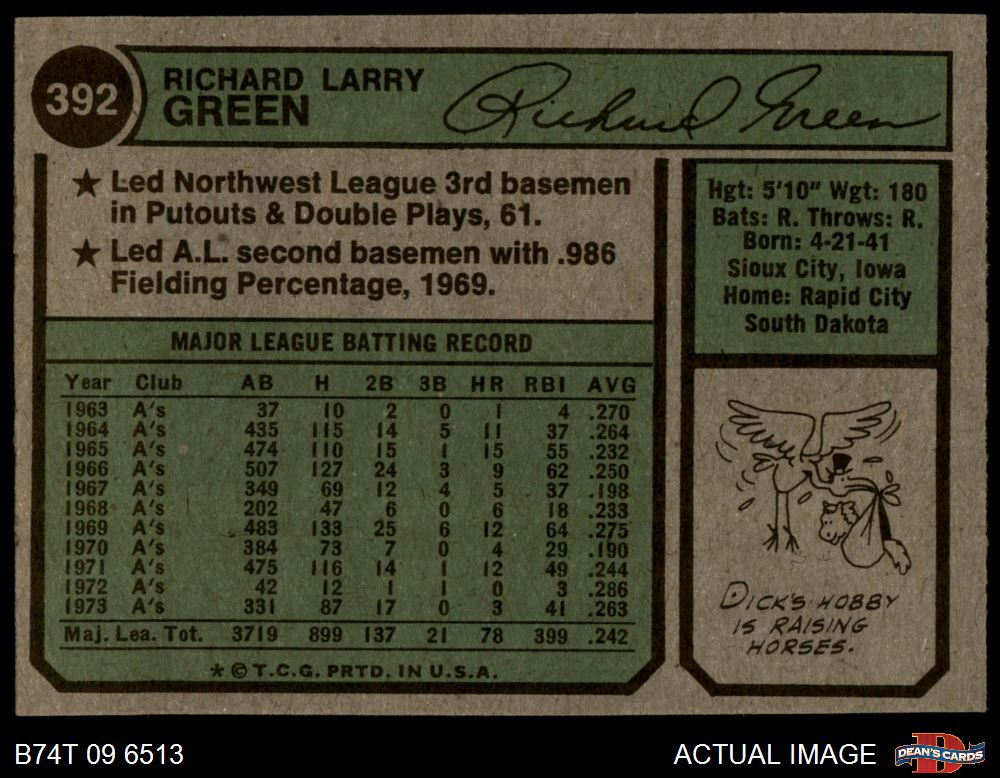 392
RICHARD LARRY
GREEN
Richard Green
★ Led Northwest League 3rd basemen
in Putouts & Double Plays, 61.
★ Led A.L. second basemen with .986
Fielding Percentage, 1969.
Hgt: 5'10" Wgt: 180
Bats: R. Throws: R.
Born: 4-21-41
Sioux City, Iowa
Home: Rapid City
South Dakota
MAJOR LEAGUE BATTING RECORD
Year Club AB H 2B 3B HR RBI AVG
1963 A's 37 10 2 0 1 4 .270
1964 A's 435 115 14 5 11 37 .264
1965 A's 474 110 15 1 15 55 .232
1966 A's 507 127 24 3 9 62 .250
1967 A's 349 69 12 4 5 37 .198
1968 A's 202 47 6 0 6 18 .233
1969 A's 483 133 25 6 12 64 .275
1970 A's 384 73 7 0 4 29 .190
1971 A's 475 116 14 1 12 49 .244
1972 A's 42 12 1 1 0 3 .286
1973 A's 331 87 17 0 3 41 .263
Maj. Lea. Tot. 3719 899 137 21 78 399 .242
* © T.C.G. PRTD. IN U.S.A.
DICK'S HOBBY
IS RAISING
HORSES.
B74T 09 6513
ACTUAL IMAGE
D
DEAN'S CARDS